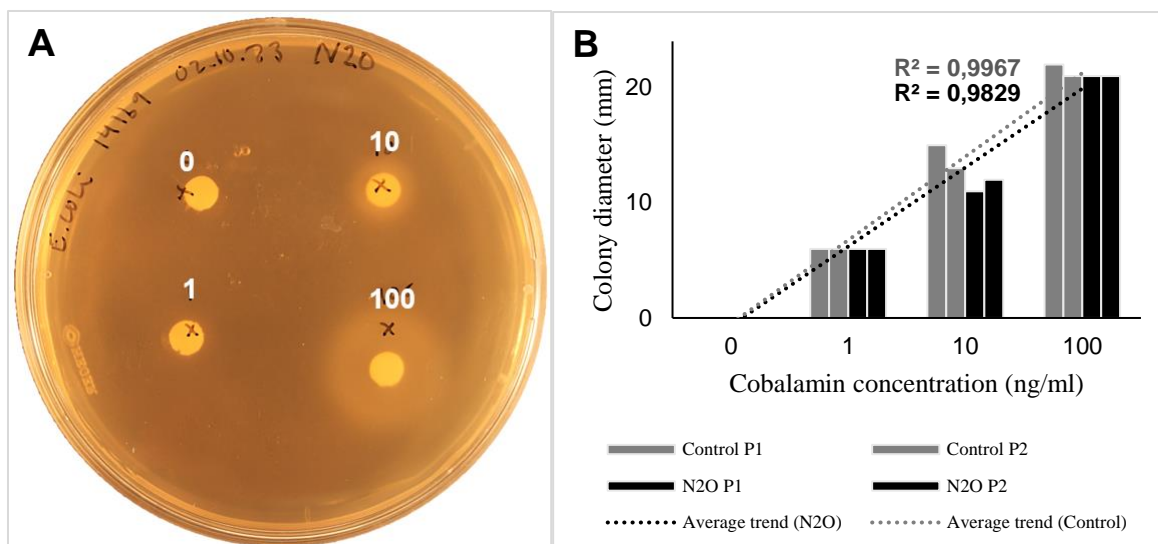 A
02.10.23 N20
E.coli 14169
0
10
1
100
B
R² = 0,9967
R² = 0,9829
Colony diameter (mm)
20
10
0
0 1 10 100
Cobalamin concentration (ng/ml)
Control P1 Control P2
N2O P1 N2O P2
Average trend (N2O) Average trend (Control)